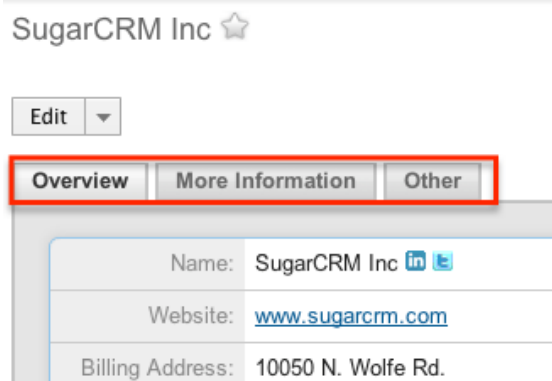 SugarCRM Inc
Edit
Overview More Information Other
Name: SugarCRM Inc in t
Website: www.sugarcrm.com
Billing Address: 10050 N. Wolfe Rd.